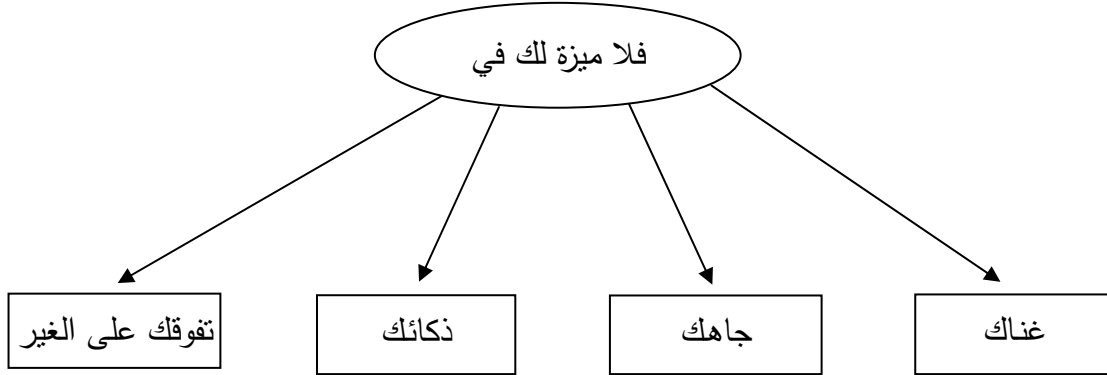 فلا ميزة لك في
غناك
جاهك
ذكائك
تفوقك على الغير